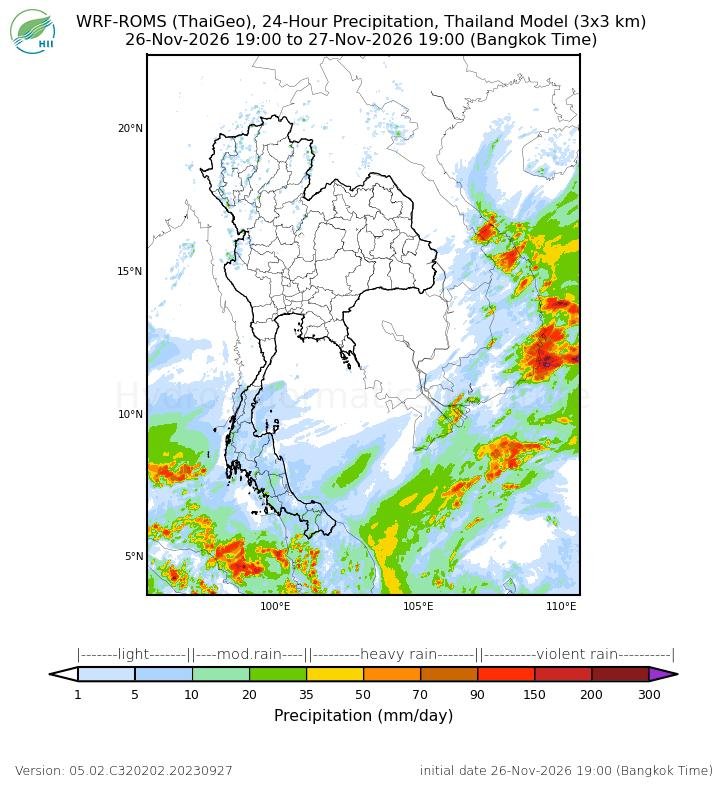 WRF-ROMS (ThaiGeo), 24-Hour Precipitation, Thailand Model (3x3 km)
26-Nov-2026 19:00 to 27-Nov-2026 19:00 (Bangkok Time)
HII
20°N
15°N
10°N
5°N
100°E 105°E 110°E
|-------light-------||----mod.rain----||---------heavy rain---------||----------violent rain----------|
1 5 10 20 35 50 70 90 150 200 300
Precipitation (mm/day)
Version: 05.02.C320202.20230927
initial date 26-Nov-2026 19:00 (Bangkok Time)